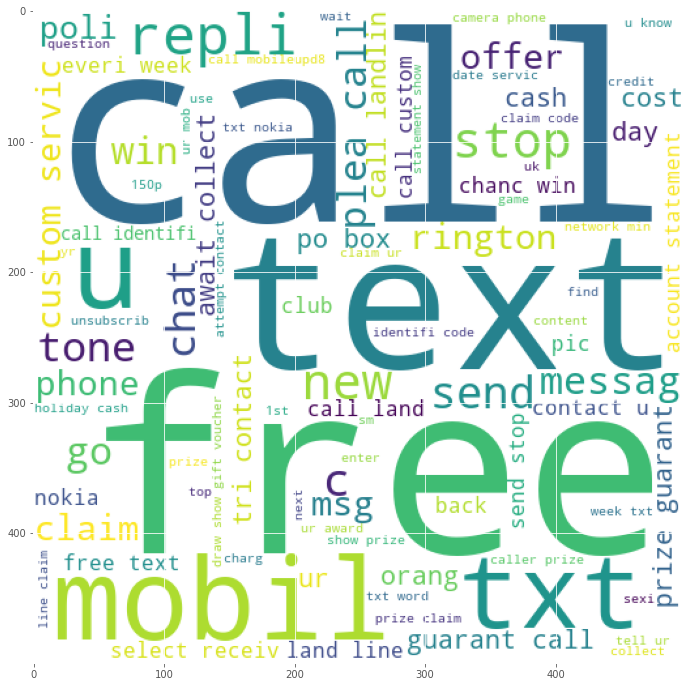 0
wait
camera phone
u know
poli
repli
question
offer
everi week
call mobileupd8
date servic
credit
call
custom servic
ur mob
use
txt nokia
plea call
call landlin
call custom
statement show
cash
claim code
cost
100
win
stop
day
uk
150p
chanc win
game
await collect
account statement
call identifi
po box
rington
network min
yr
u
chat
attempt contact
claim ur
text
200
club
find
unsubscrib
identifi code
content
tone
pic
phone
new
send
messag
300
holiday cash
1st
call land
contact u
draw show gift voucher
tri contact
sm
send stop
prize guarant
go
free
prize
enter
nokia
top
next
c
msg
back
week txt
400
claim
ur award
show prize
free text
charg
ur
orang
caller prize
txt
line claim
mobil
txt word
sexi
prize claim
select receiv
land line
guarant call
tell ur
collect
0
100
200
300
400